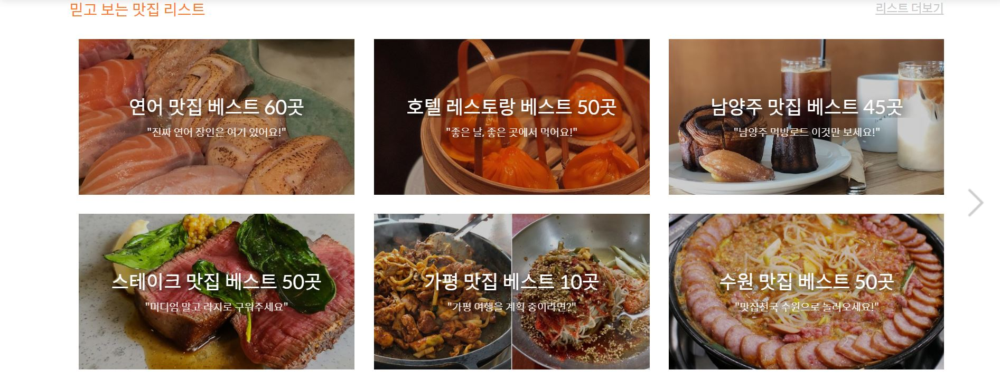 믿고 보는 맛집 리스트
리스트 더보기
연어 맛집 베스트 60곳
"진짜 연어 장인은 여기 있어요!"
호텔 레스토랑 베스트 50곳
"좋은 날, 좋은 곳에서 먹어요!"
남양주 맛집 베스트 45곳
"남양주 먹방로드 이것만 보세요!"
스테이크 맛집 베스트 50곳
"미디엄 말고 라지로 구워주세요"
가평 맛집 베스트 10곳
"가평 여행을 계획 중이라면?"
수원 맛집 베스트 50곳
"맛집천국 수원으로 놀러오세요!"